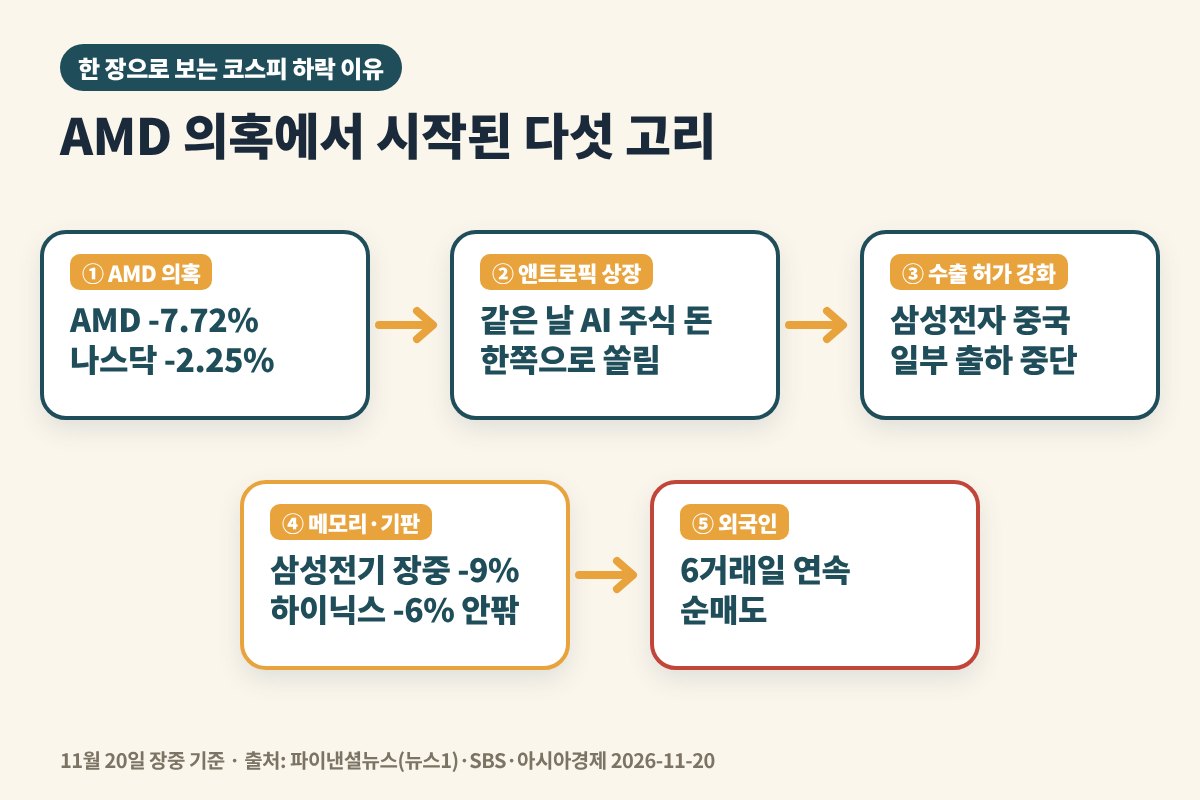 한 장으로 보는 코스피 하락 이유
AMD 의혹에서 시작된 다섯 고리
① AMD 의혹
AMD -7.72%
나스닥 -2.25%
② 앤트로픽 상장
같은 날 AI 주식 돈
한쪽으로 쏠림
③ 수출 허가 강화
삼성전자 중국
일부 출하 중단
④ 메모리·기판
삼성전기 장중 -9%
하이닉스 -6% 안팎
⑤ 외국인
6거래일 연속
순매도
11월 20일 장중 기준 · 출처: 파이낸셜뉴스(뉴스1)·SBS·아시아경제 2026-11-20